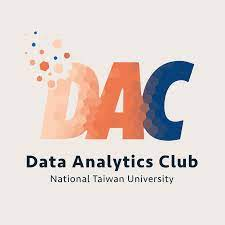 DAC
Data Analytics Club
National Taiwan University